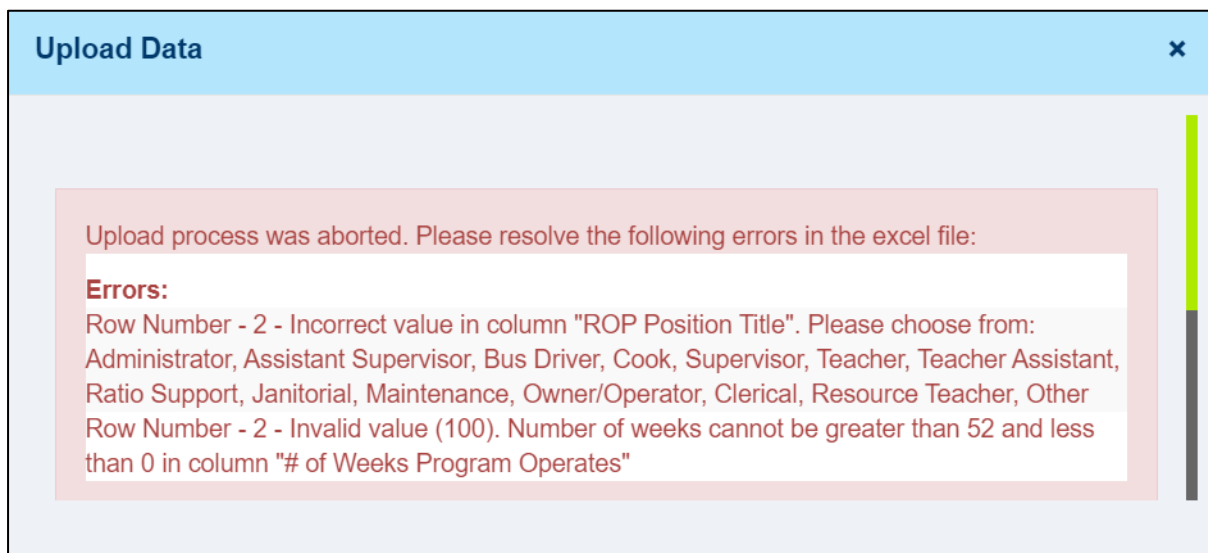 Upload Data ×
Upload process was aborted. Please resolve the following errors in the excel file:
Errors:
Row Number - 2 - Incorrect value in column "ROP Position Title". Please choose from:
Administrator, Assistant Supervisor, Bus Driver, Cook, Supervisor, Teacher, Teacher Assistant,
Ratio Support, Janitorial, Maintenance, Owner/Operator, Clerical, Resource Teacher, Other
Row Number - 2 - Invalid value (100). Number of weeks cannot be greater than 52 and less
than 0 in column "# of Weeks Program Operates"